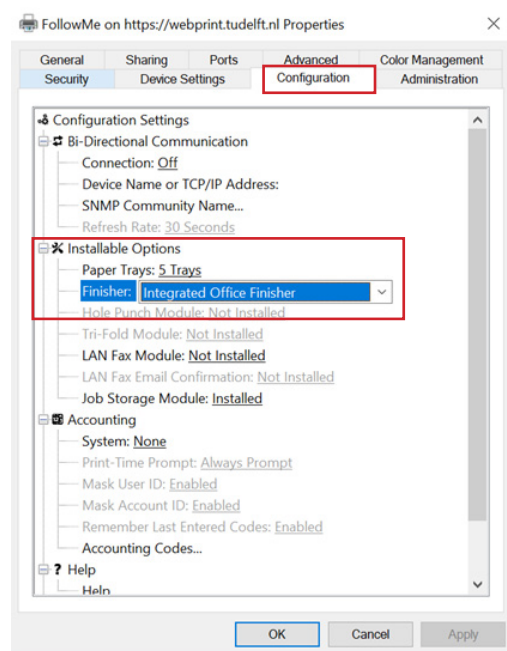 FollowMe on https://webprint.tudelft.nl Properties
General Sharing Ports Advanced Color Management
Security Device Settings Configuration Administration
Configuration Settings
Bi-Directional Communication
Connection: Off
Device Name or TCP/IP Address:
SNMP Community Name...
Refresh Rate: 30 Seconds
Installable Options
Paper Trays: 5 Trays
Finisher: Integrated Office Finisher
Hole Punch Module: Not Installed
Tri-Fold Module: Not Installed
LAN Fax Module: Not Installed
LAN Fax Email Confirmation: Not Installed
Job Storage Module: Installed
Accounting
System: None
Print-Time Prompt: Always Prompt
Mask User ID: Enabled
Mask Account ID: Enabled
Remember Last Entered Codes: Enabled
Accounting Codes...
? Help
Help
OK Cancel Apply